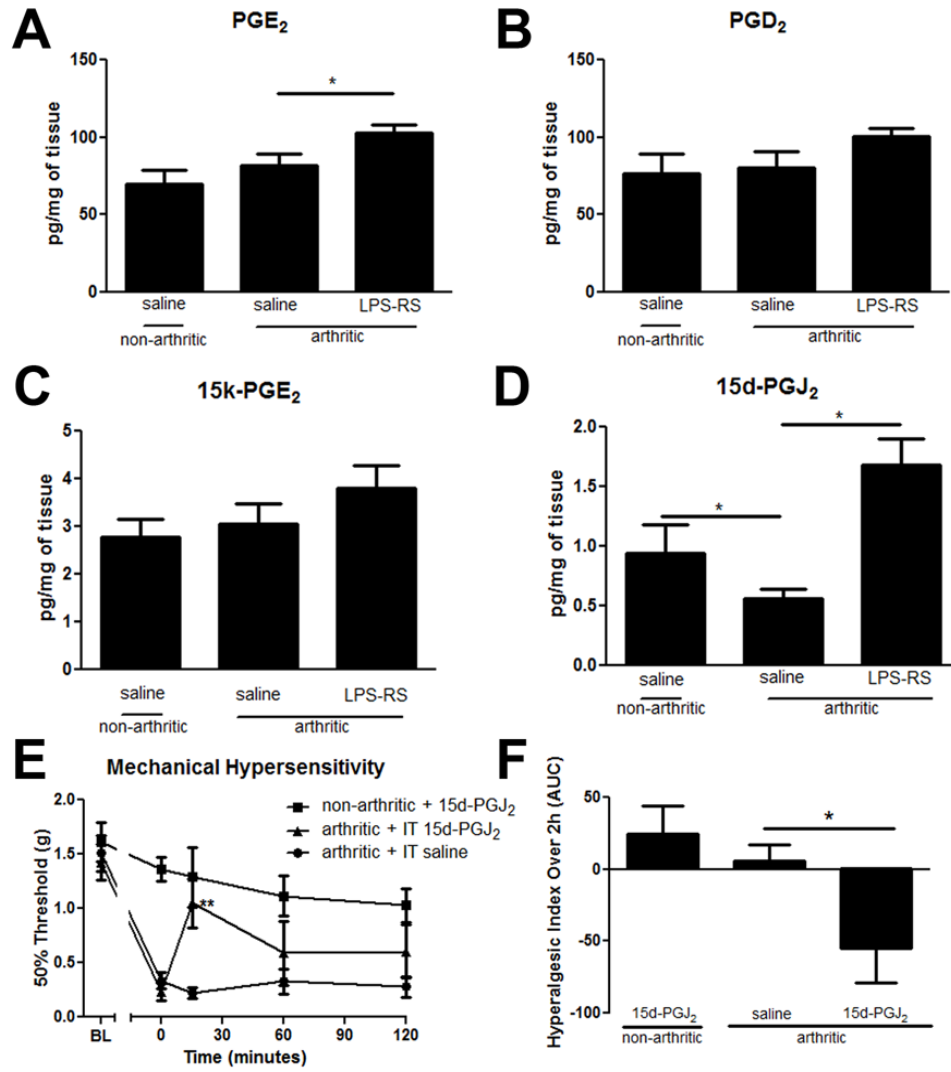 A
PGE₂
pg/mg of tissue
150
100
50
0
*
saline
saline
LPS-RS
non-arthritic
arthritic
B
PGD₂
pg/mg of tissue
150
100
50
0
saline
saline
LPS-RS
non-arthritic
arthritic
C
15k-PGE₂
pg/mg of tissue
5
4
3
2
1
0
saline
saline
LPS-RS
non-arthritic
arthritic
D
15d-PGJ₂
pg/mg of tissue
2.0
1.5
1.0
0.5
0.0
*
*
saline
saline
LPS-RS
non-arthritic
arthritic
E
Mechanical Hypersensitivity
50% Threshold (g)
2.0
1.5
1.0
0.5
0.0
non-arthritic + 15d-PGJ₂
arthritic + IT 15d-PGJ₂
arthritic + IT saline
**
BL
0
30
60
90
120
Time (minutes)
F
Hyperalgesic Index Over 2h (AUC)
50
0
-50
-100
*
15d-PGJ₂
saline
15d-PGJ₂
non-arthritic
arthritic